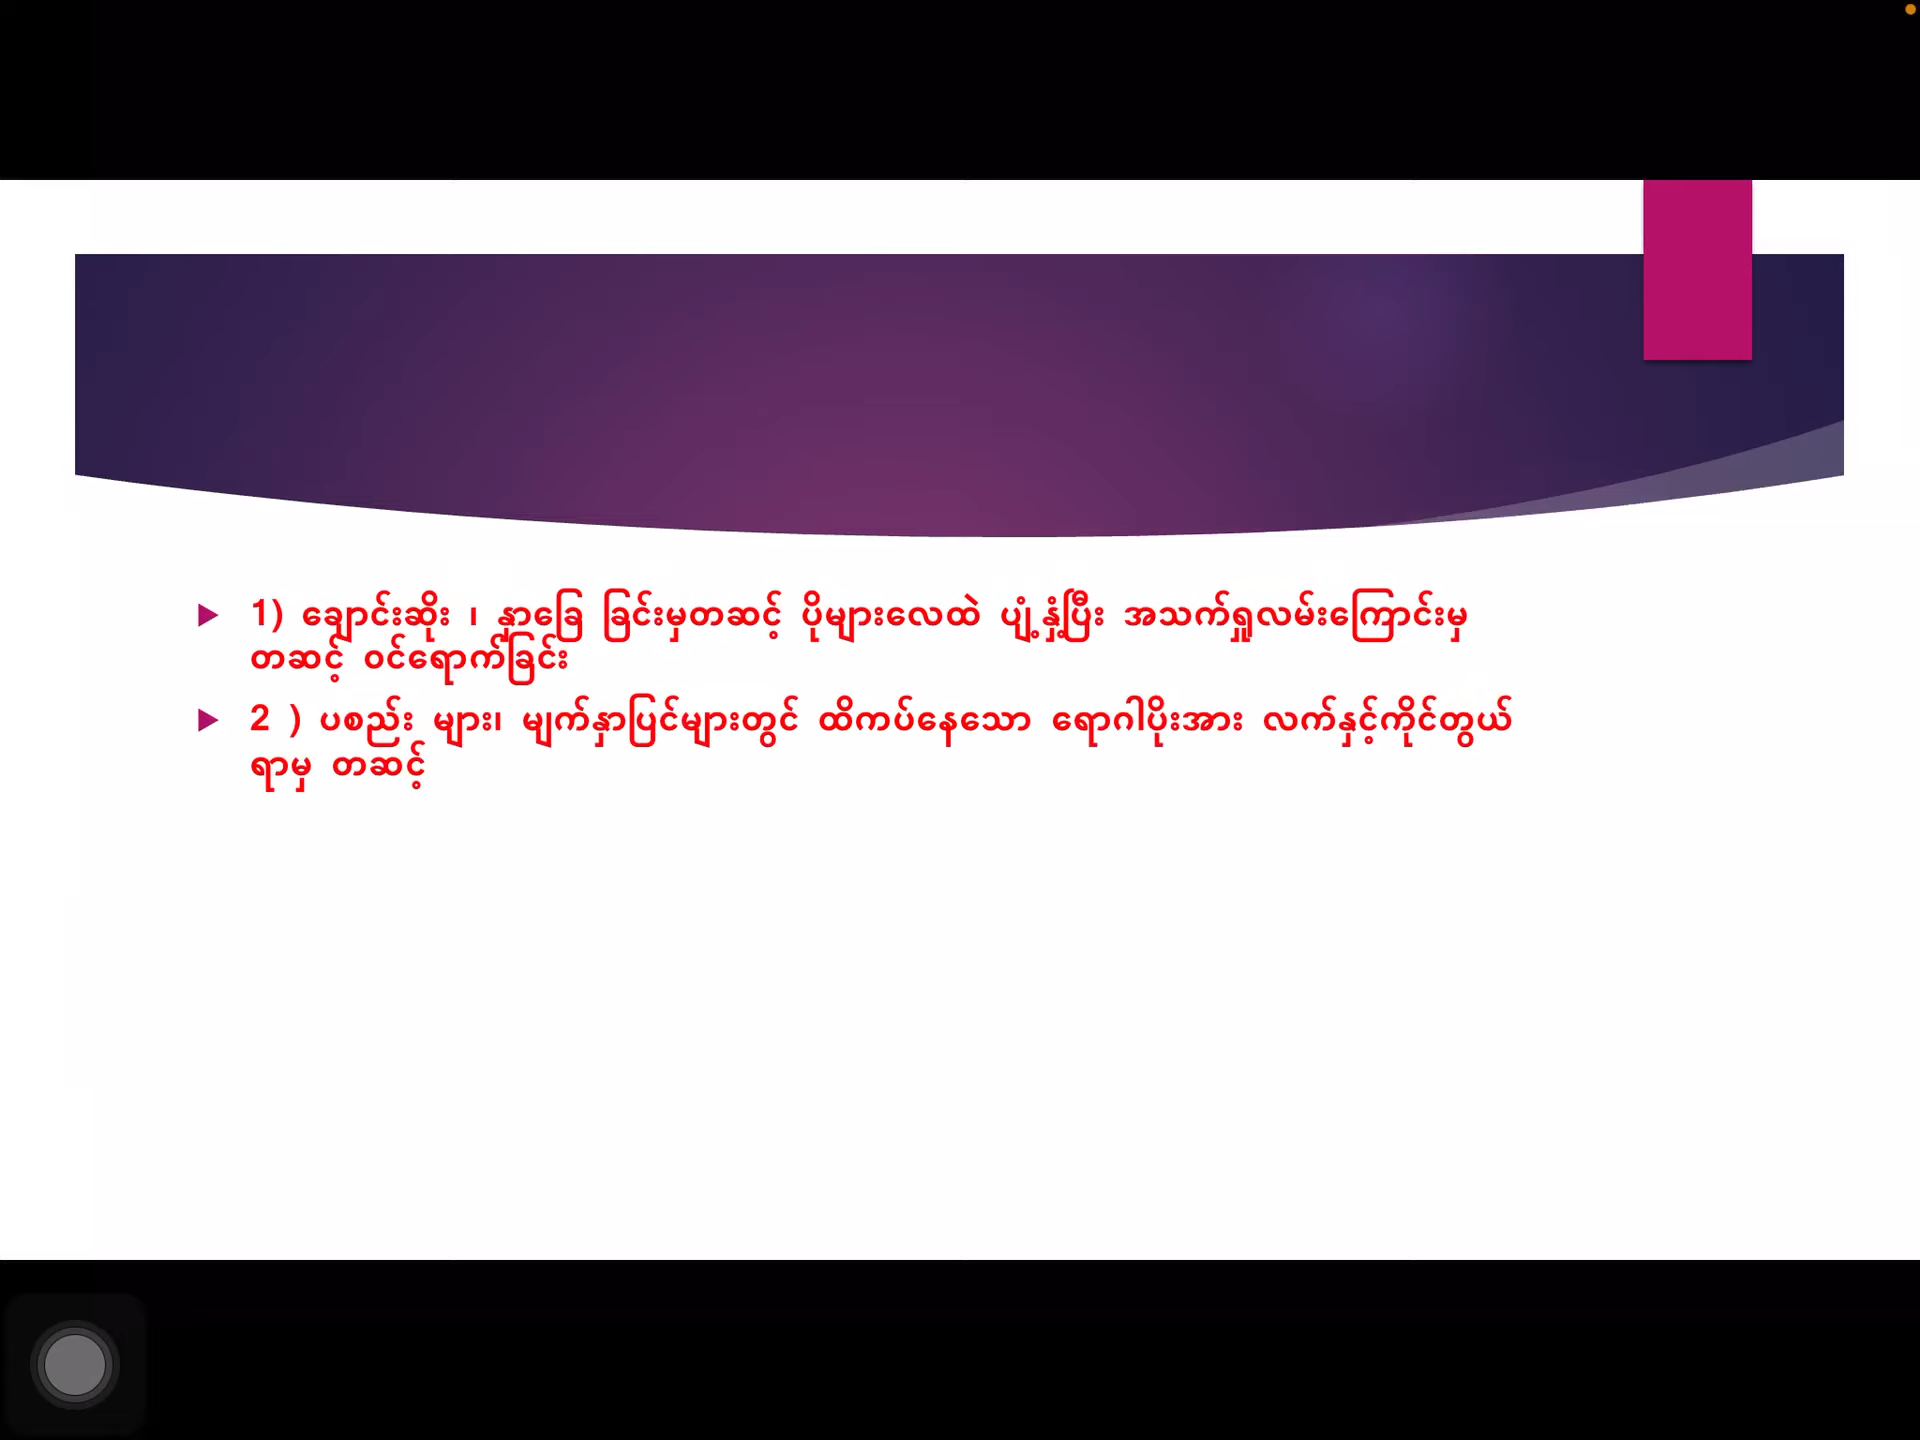 1) ချောင်းဆိုး ၊ နှာခြေ ခြင်းမှတဆင့် ပိုများလေထဲ ပျံ့နှံ့ပြီး အသက်ရှူလမ်းကြောင်းမှ
တဆင့် ဝင်ရောက်ခြင်း
2 ) ပစည်း များ၊ မျက်နှာပြင်များတွင် ထိကပ်နေသော ရောဂါပိုးအား လက်နှင့်ကိုင်တွယ်
ရာမှ တဆင့်